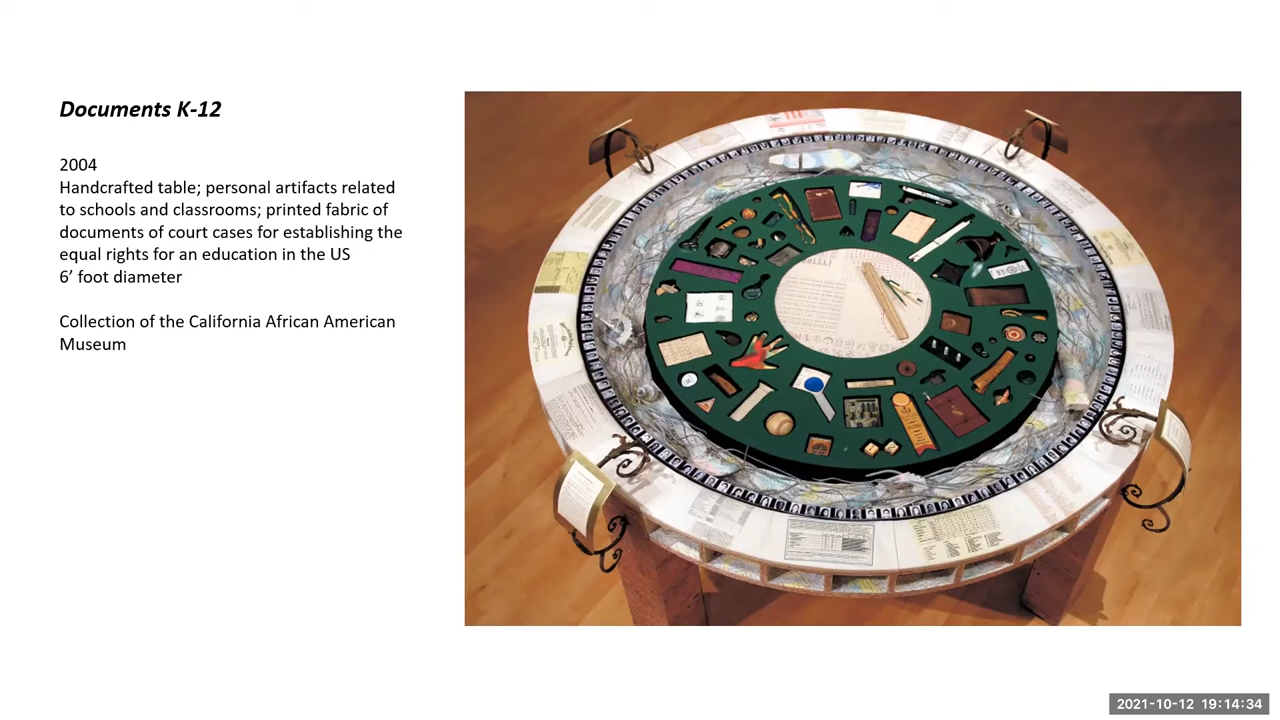 Documents K-12
2004
Handcrafted table; personal artifacts related
to schools and classrooms; printed fabric of
documents of court cases for establishing the
equal rights for an education in the US
6’ foot diameter
Collection of the California African American
Museum
2021-10-12 19:14:34